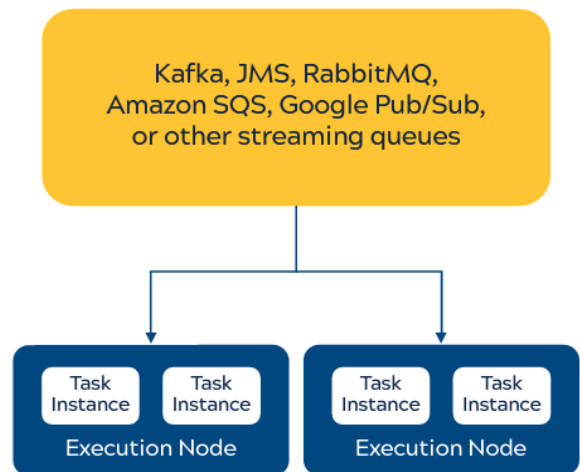 Kafka, JMS, RabbitMQ,
Amazon SQS, Google Pub/Sub,
or other streaming queues
Task
Instance
Task
Instance
Execution Node
Task
Instance
Task
Instance
Execution Node